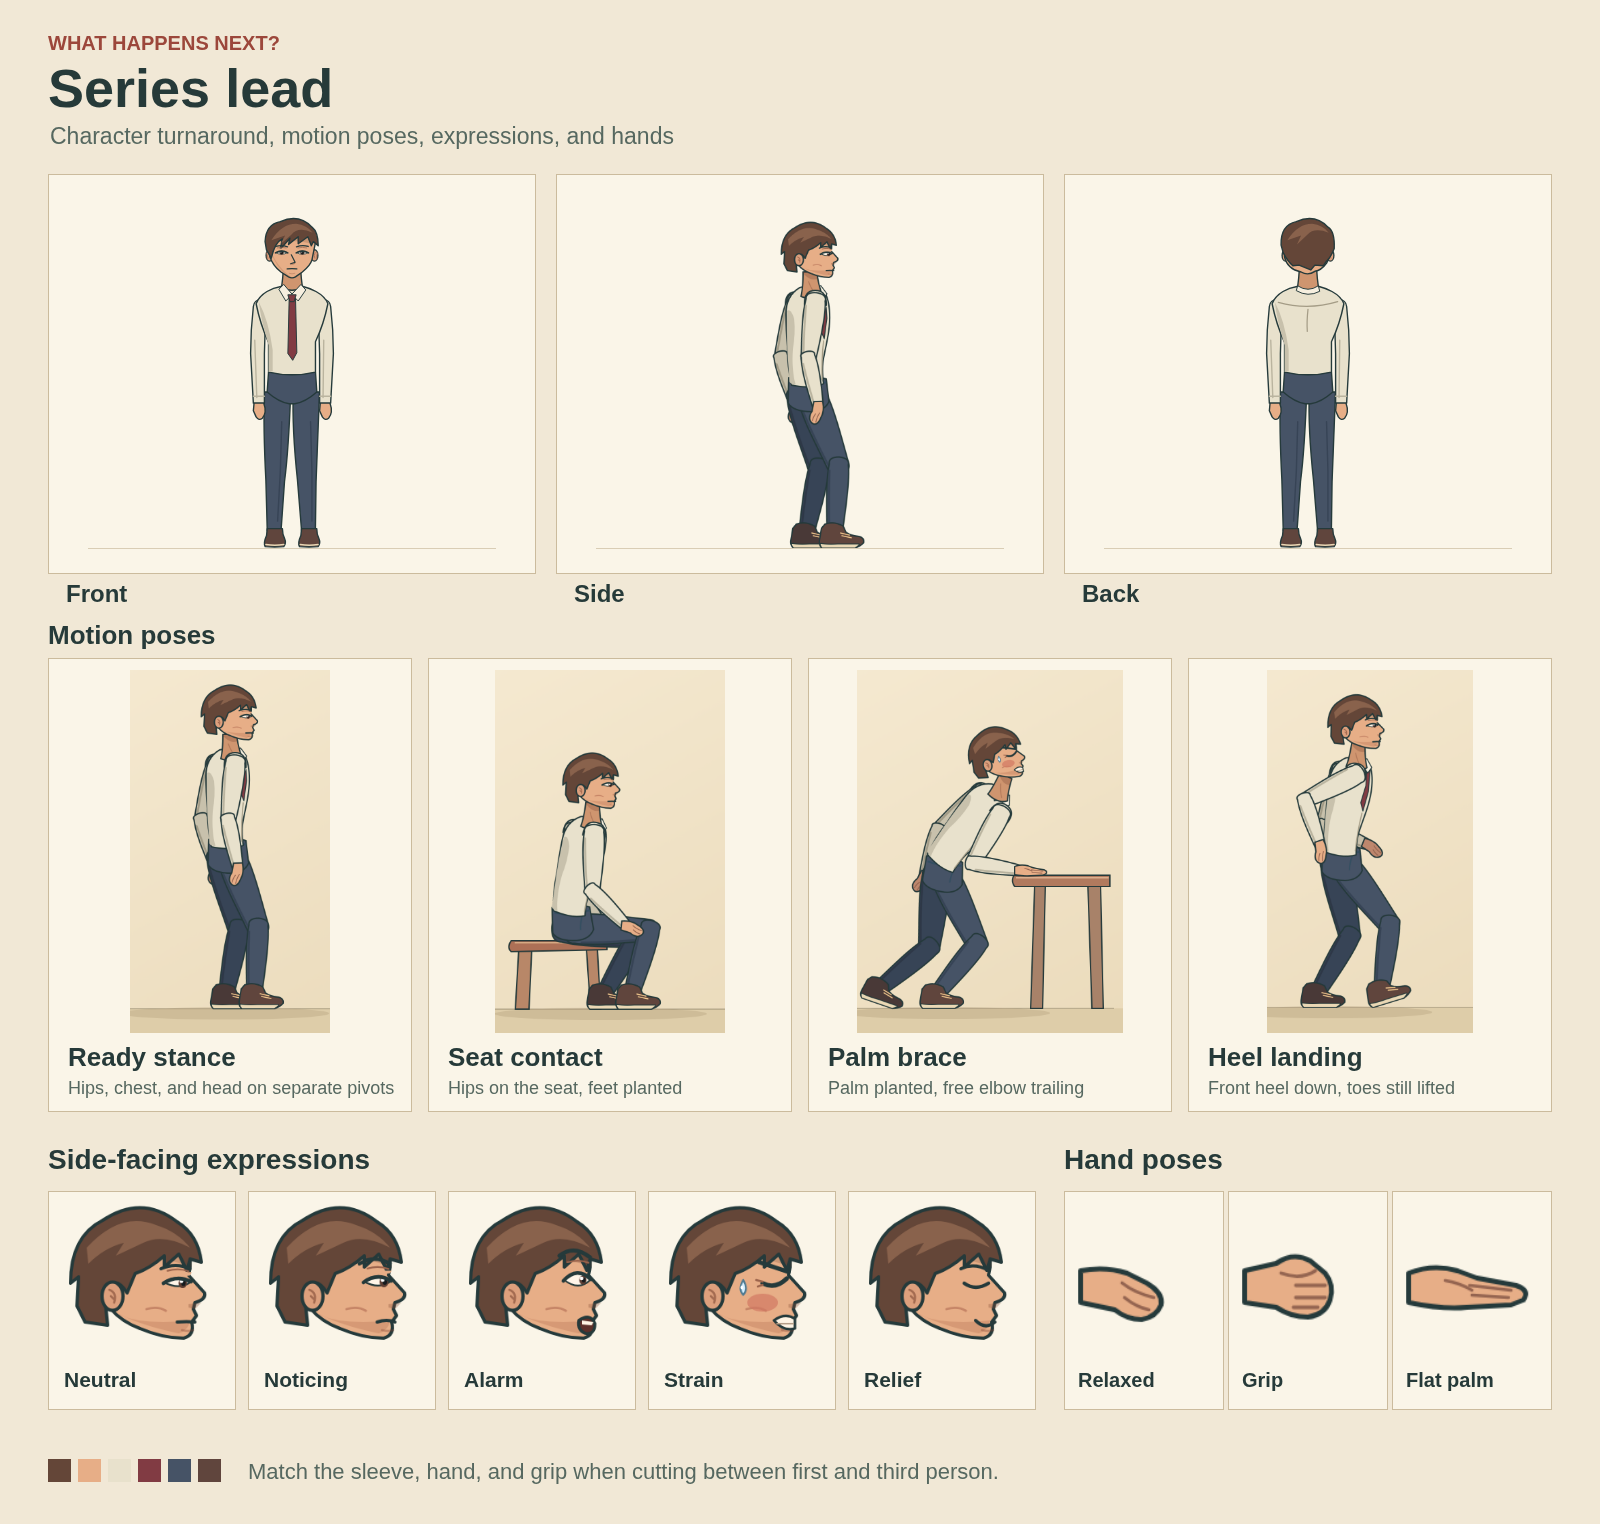 WHAT HAPPENS NEXT?
Series lead
Character turnaround, motion poses, expressions, and hands
Front
Side
Back
Motion poses
Ready stance
Hips, chest, and head on separate pivots
Seat contact
Hips on the seat, feet planted
Palm brace
Palm planted, free elbow trailing
Heel landing
Front heel down, toes still lifted
Side-facing expressions
Neutral
Noticing
Alarm
Strain
Relief
Hand poses
Relaxed
Grip
Flat palm
Match the sleeve, hand, and grip when cutting between first and third person.